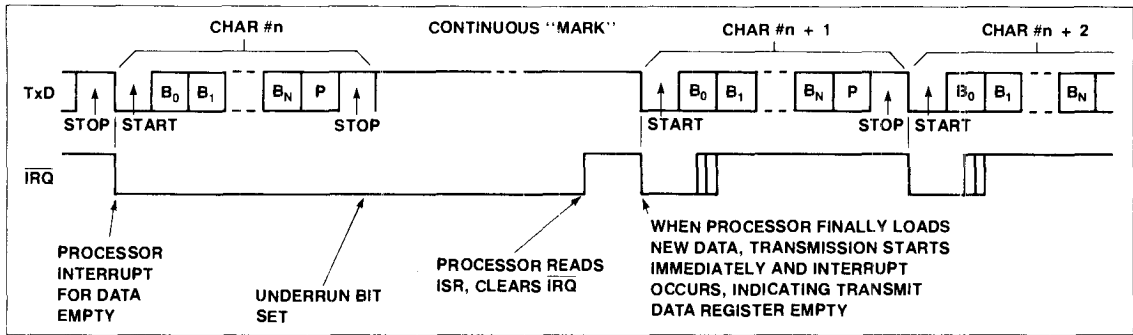 CHAR #n
CONTINUOUS "MARK"
CHAR #n + 1
CHAR #n + 2
TxD
B0 B1 BN P
B0 B1 BN P
B0 B1 BN
STOP START STOP
START STOP START
IRQ
PROCESSOR
INTERRUPT
FOR DATA
EMPTY
UNDERRUN BIT
SET
PROCESSOR READS
ISR, CLEARS IRQ
WHEN PROCESSOR FINALLY LOADS
NEW DATA, TRANSMISSION STARTS
IMMEDIATELY AND INTERRUPT
OCCURS, INDICATING TRANSMIT
DATA REGISTER EMPTY